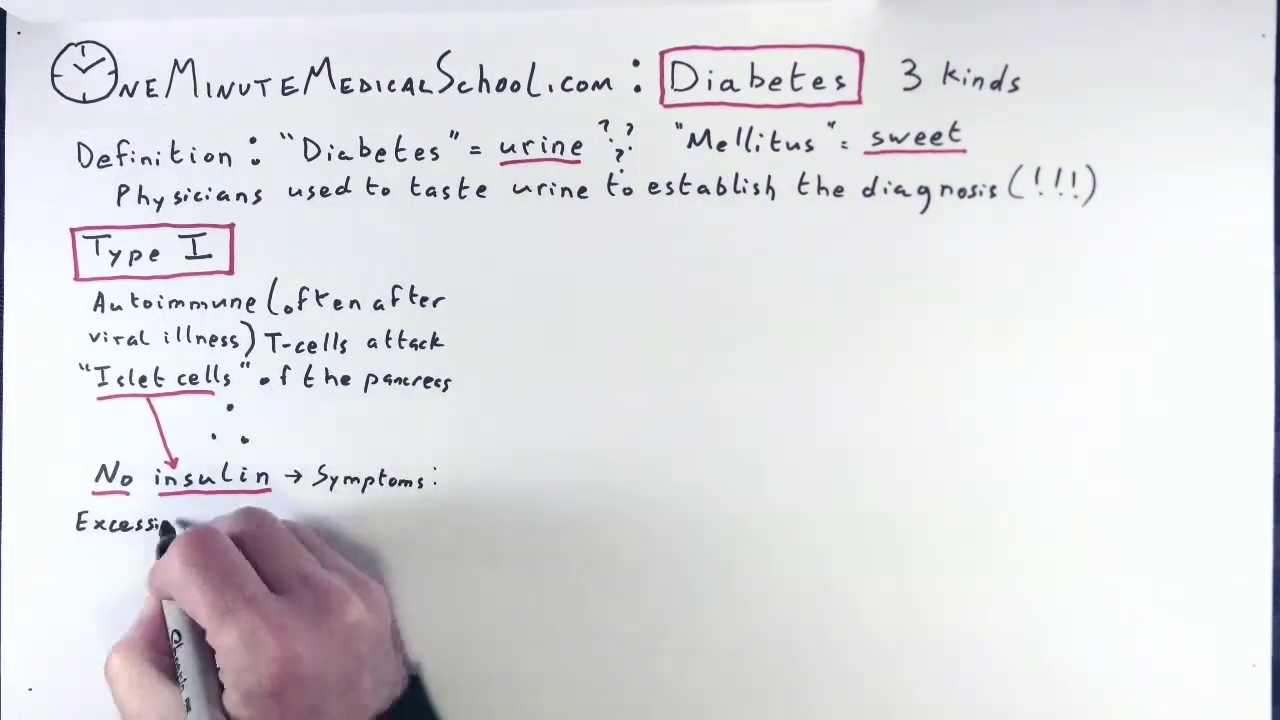 OneMinuteMedicalSchool.com : Diabetes 3 kinds
Definition : "Diabetes" = urine ??? "Mellitus" = sweet
Physicians used to taste urine to establish the diagnosis (!!!)
Type I
Autoimmune (often after
viral illness) T-cells attack
"Islet cells" of the pancreas
No insulin → Symptoms:
Excessi